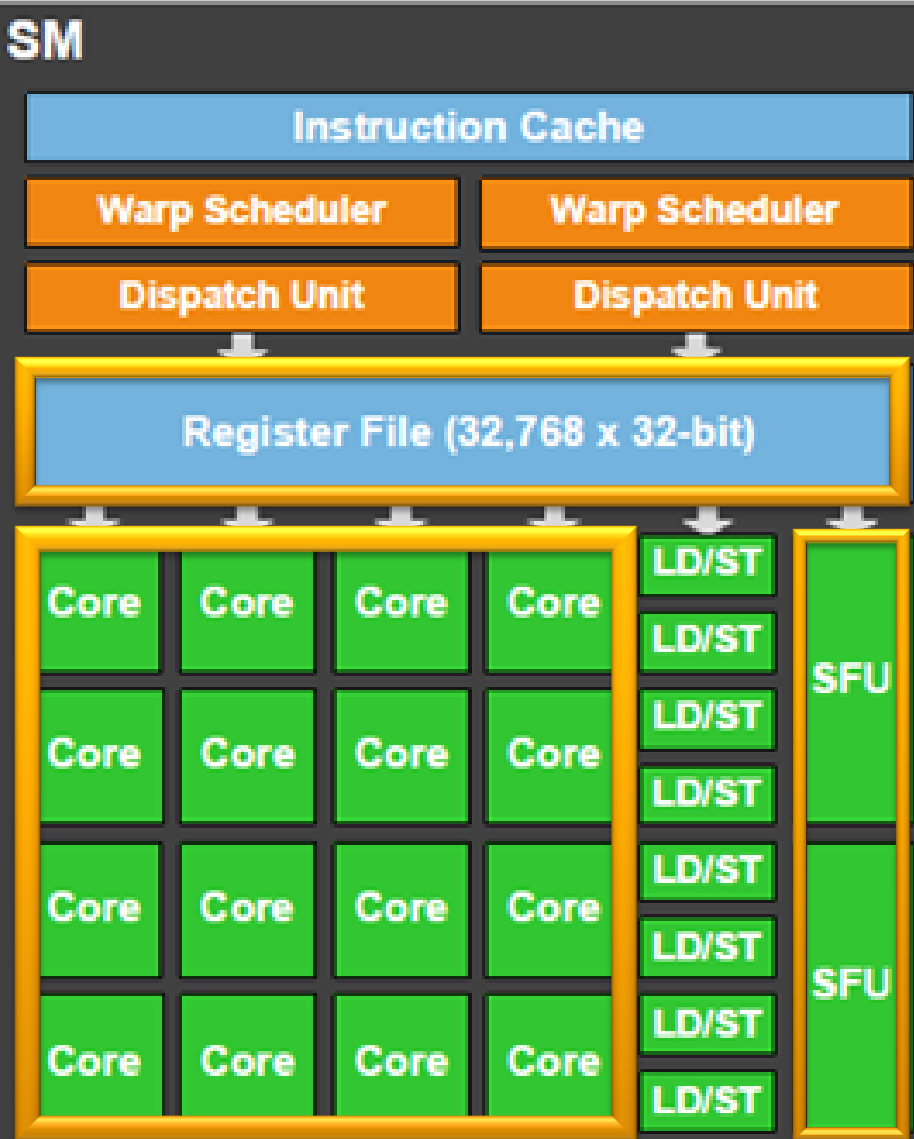 SM
Instruction Cache
Warp Scheduler Warp Scheduler
Dispatch Unit Dispatch Unit
Register File (32,768 x 32-bit)
Core Core Core Core
LD/ST
LD/ST
SFU
Core Core Core Core
LD/ST
LD/ST
Core Core Core Core
LD/ST
LD/ST
SFU
Core Core Core Core
LD/ST
LD/ST